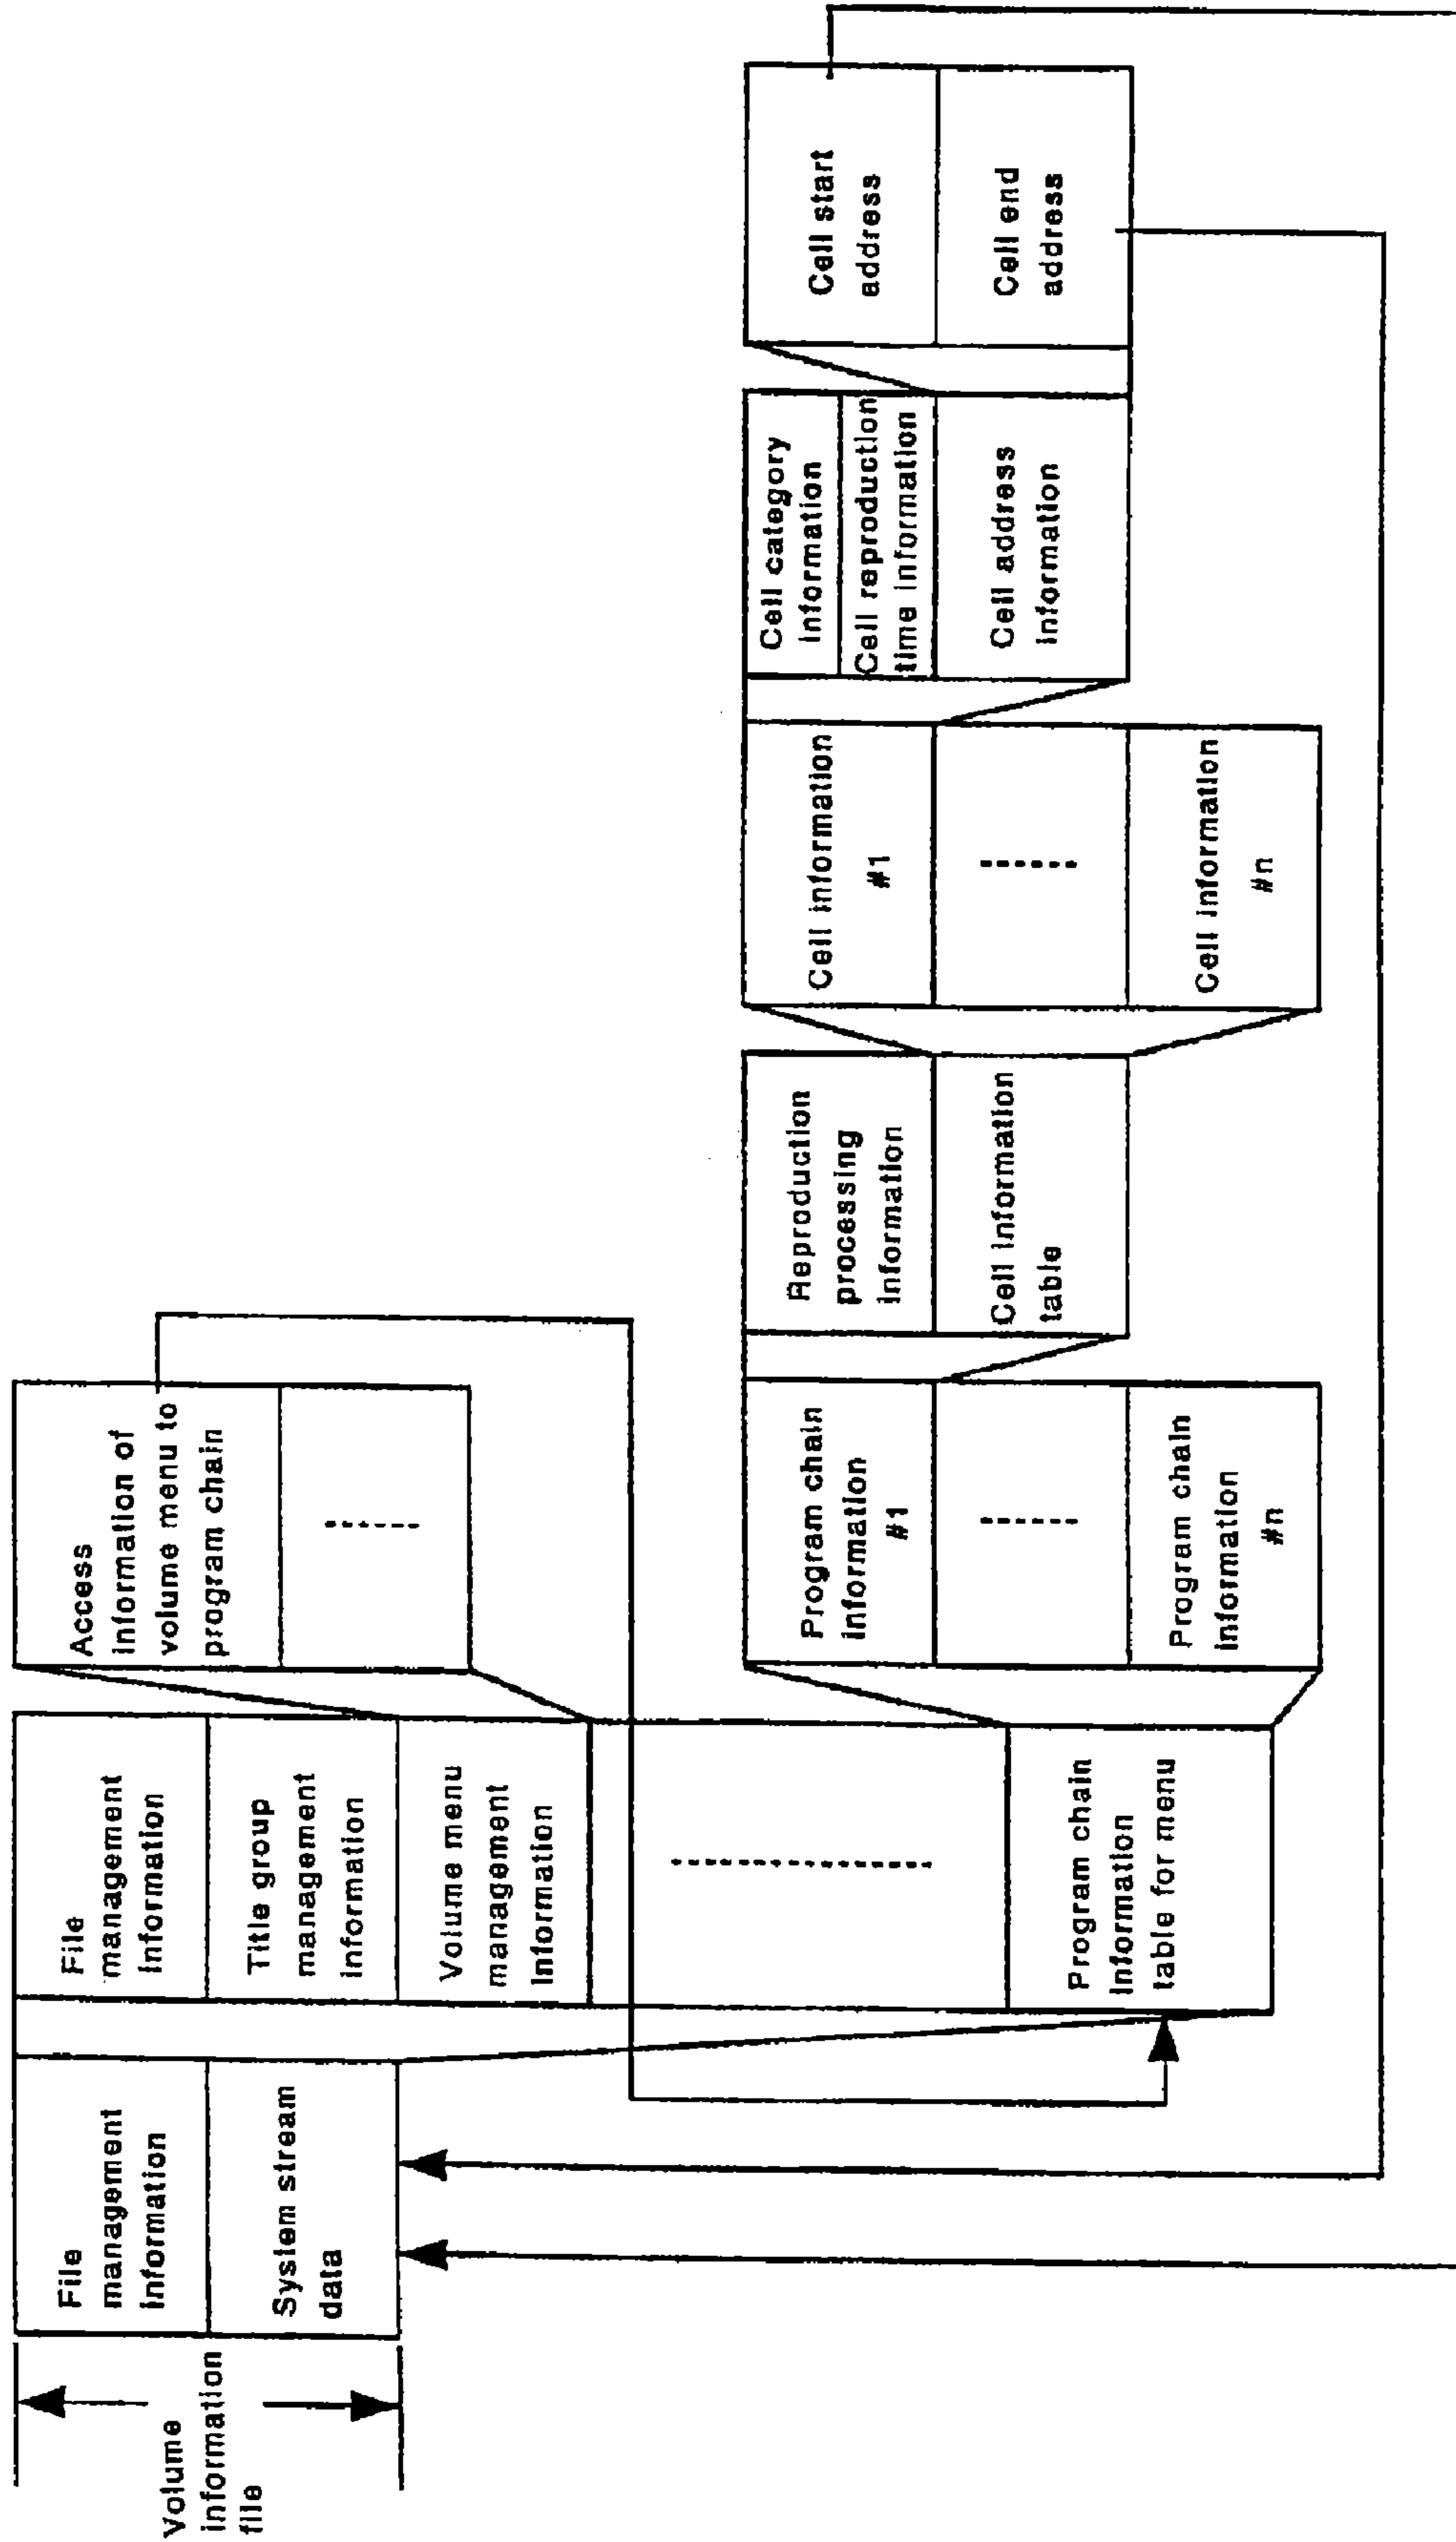 Volume
information
file
File
management
information
System stream
data
File
management
information
Title group
management
information
Volume menu
management
information
Program chain
information
table for menu
Access
information of
volume menu to
program chain
Program chain
information
#1
Program chain
information
#n
Reproduction
processing
information
Cell information
table
Cell information
#1
Cell information
#n
Cell category
information
Cell reproduction
time information
Cell address
information
Cell start
address
Cell end
address